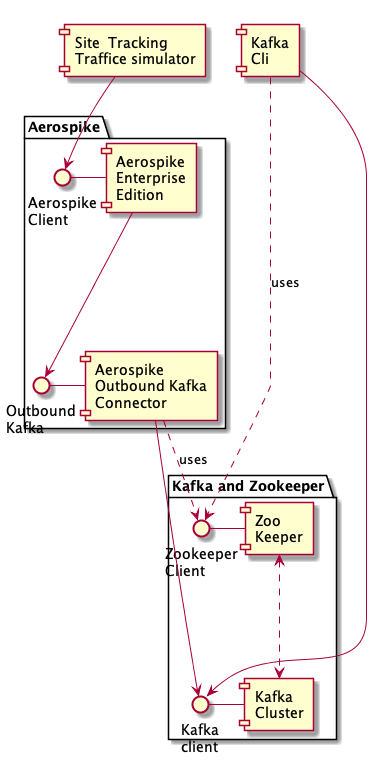 Site  Tracking
Traffice simulator
Kafka
Cli
Aerospike
Aerospike
Enterprise
Edition
Aerospike
Client
uses
Aerospike
Outbound Kafka
Connector
Outbound
Kafka
uses
Kafka and Zookeeper
Zoo
Keeper
Zookeeper
Client
Kafka
Cluster
Kafka
client